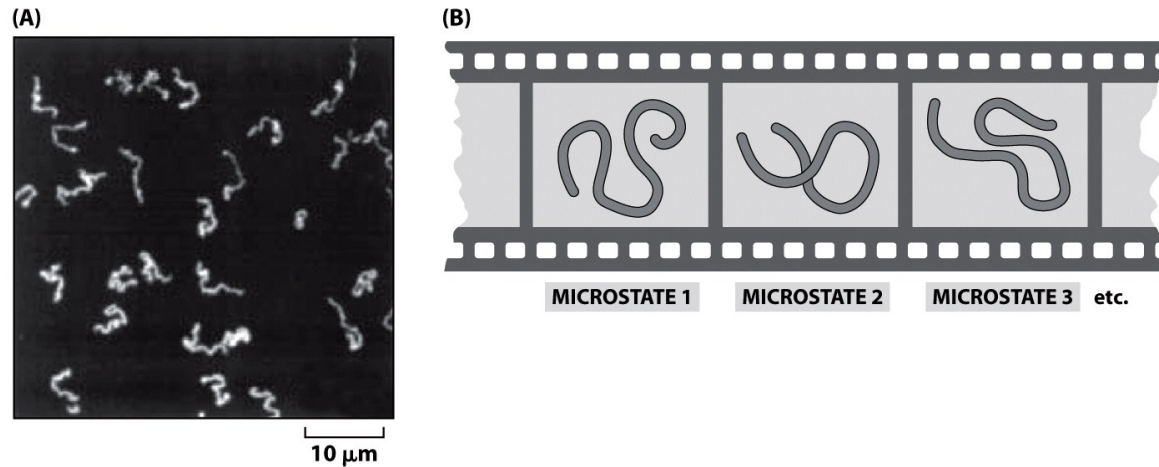 (A)
10 μm
(B)
MICROSTATE 1
MICROSTATE 2
MICROSTATE 3
etc.